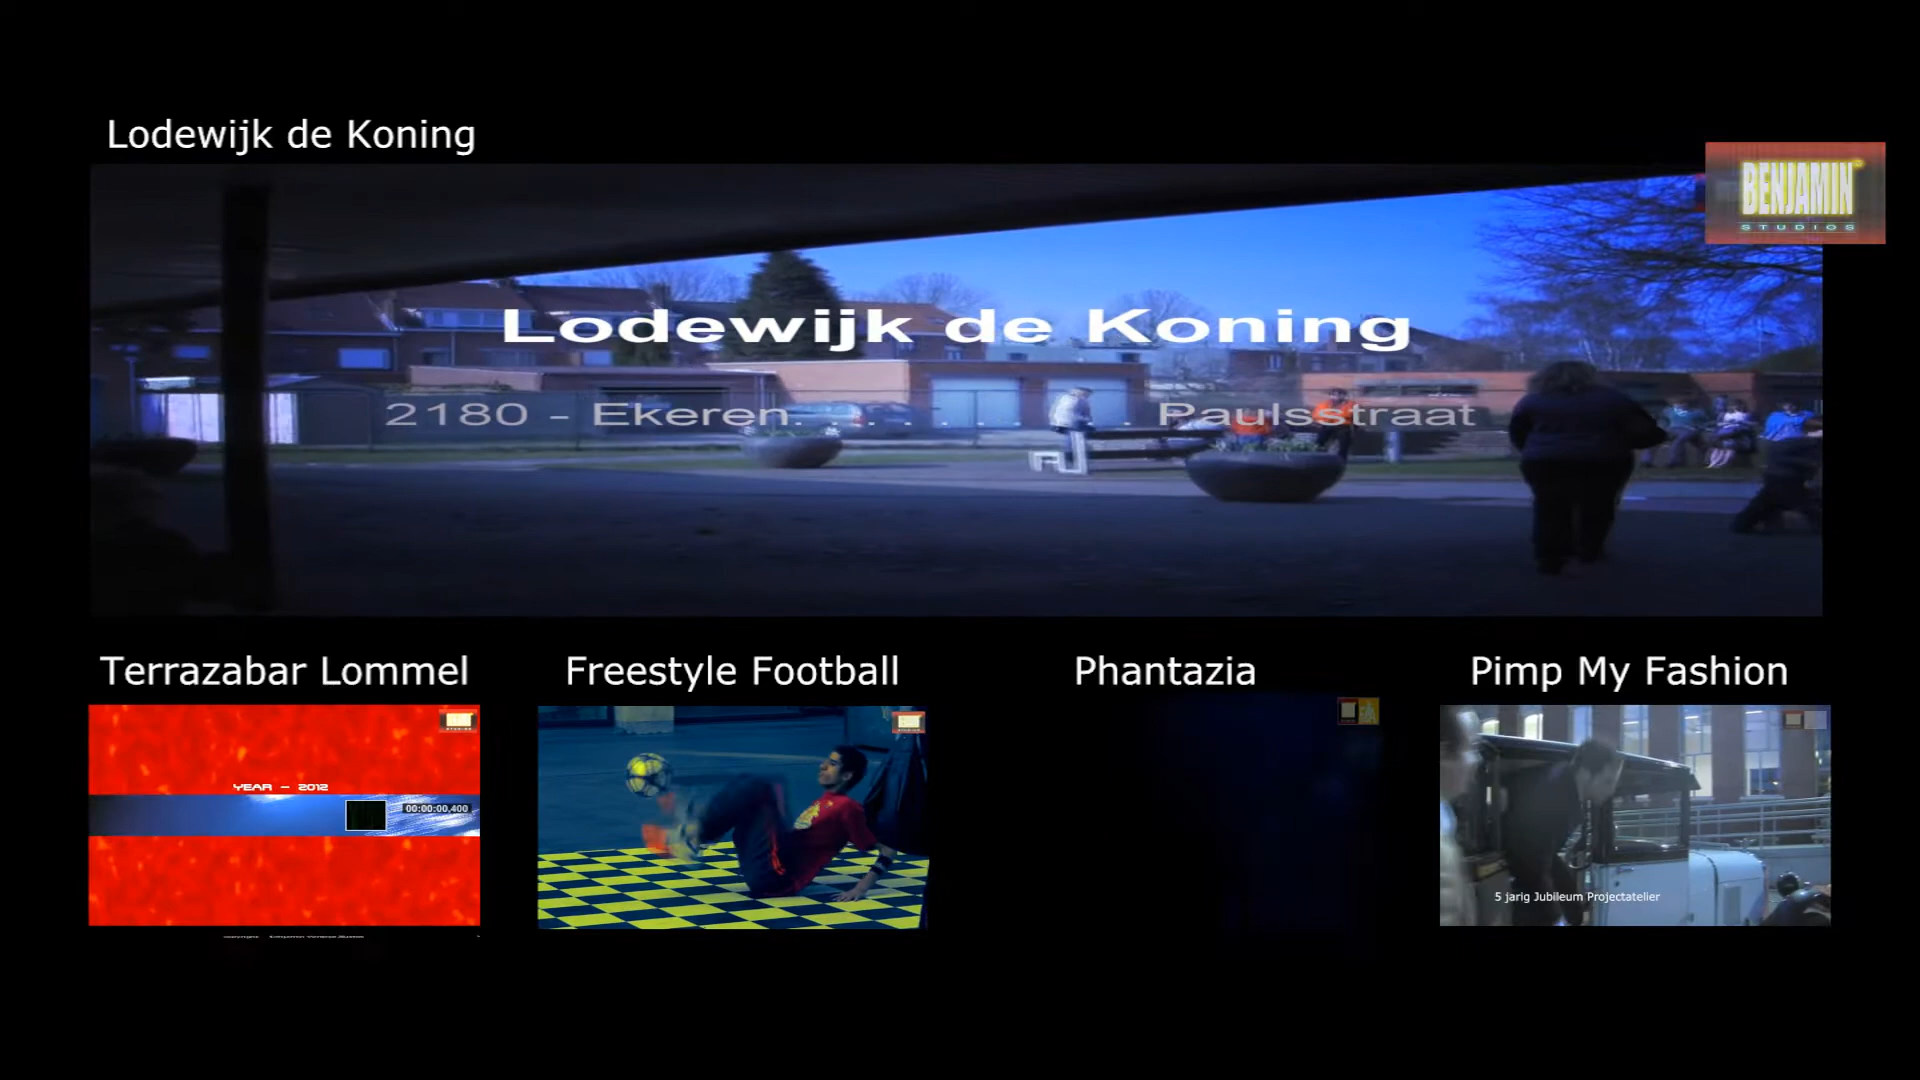 Lodewijk de Koning
BENJAMIN
STUDIOS
Lodewijk de Koning
2180 - Ekeren. . . . . . . . . . Paulsstraat
Terrazabar Lommel
Freestyle Football
Phantazia
Pimp My Fashion
YEAR - 2012
00:00:00,400
5 jarig Jubileum Projectatelier